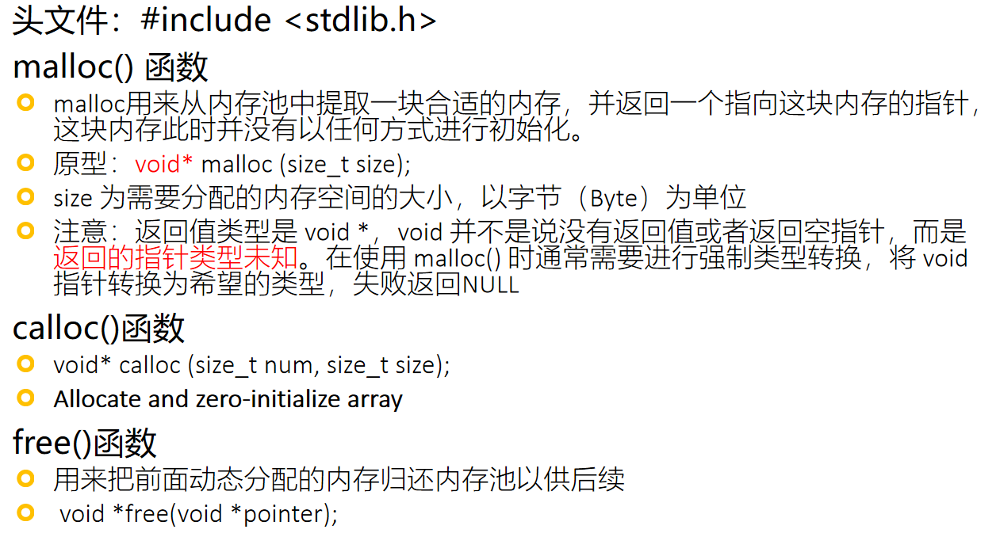 头文件：#include <stdlib.h>
malloc() 函数
malloc用来从内存池中提取一块合适的内存，并返回一个指向这块内存的指针，
这块内存此时并没有以任何方式进行初始化。
原型：void* malloc (size_t size);
size 为需要分配的内存空间的大小，以字节（Byte）为单位
注意：返回值类型是 void *，void 并不是说没有返回值或者返回空指针，而是
返回的指针类型未知。在使用 malloc() 时通常需要进行强制类型转换，将 void
指针转换为希望的类型，失败返回NULL
calloc()函数
void* calloc (size_t num, size_t size);
Allocate and zero-initialize array
free()函数
用来把前面动态分配的内存归还内存池以供后续
void *free(void *pointer);